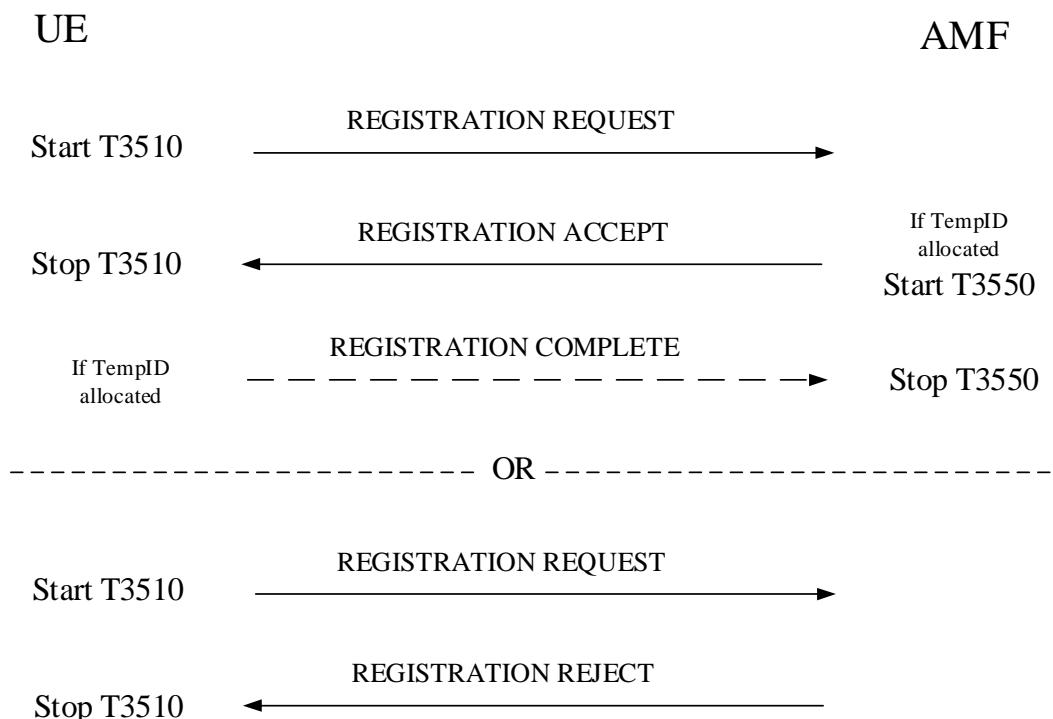 UE
AMF
REGISTRATION REQUEST
Start T3510
REGISTRATION ACCEPT
If TempID
allocated
Stop T3510
Start T3550
REGISTRATION COMPLETE
If TempID
allocated
Stop T3550
OR
REGISTRATION REQUEST
Start T3510
REGISTRATION REJECT
Stop T3510